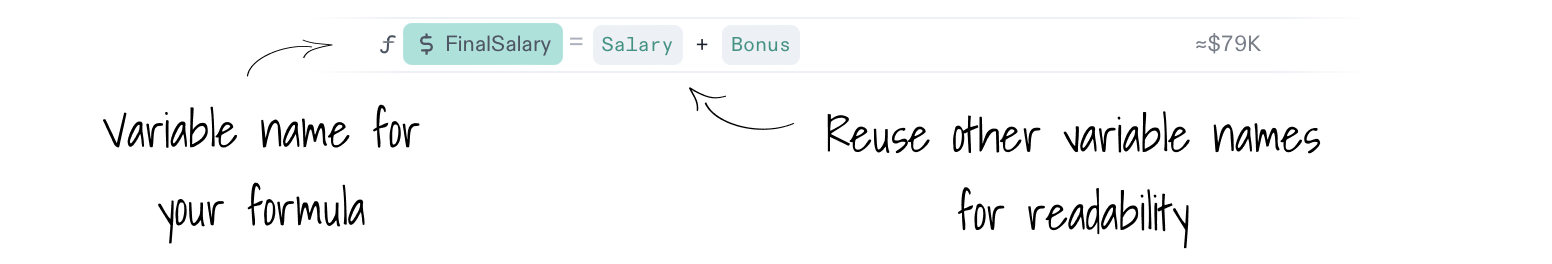 ƒ $ FinalSalary = Salary + Bonus ≈$79K
Variable name for
your formula
Reuse other variable names
for readability